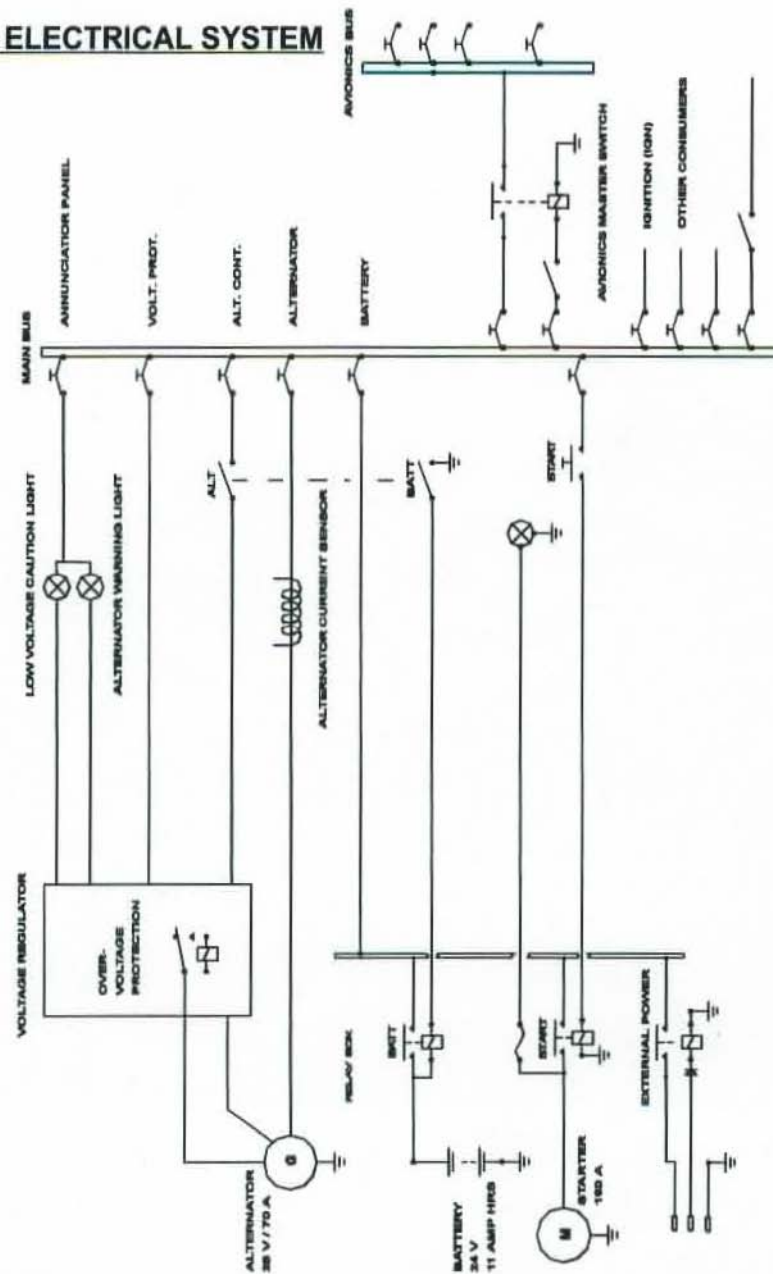 ELECTRICAL SYSTEM
AVIONICS BUS
MAIN BUS
ANNUNCIATION PANEL
VOLT. PROT.
ALT. CONT.
ALTERNATOR
BATTERY
AVIONICS MASTER SWITCH
IGNITION (IGN)
OTHER CONSUMERS
LOW VOLTAGE CAUTION LIGHT
ALTERNATOR WARNING LIGHT
ALT
ALTERNATOR CURRENT SENSOR
BATT
START
VOLTAGE REGULATOR
OVER-
VOLTAGE
PROTECTION
RELAY BOX
BATT
START
EXTERNAL POWER
ALTERNATOR
28 V / 70 A
G
BATTERY
24 V
11 AMP HRS
STARTER
160 A
M